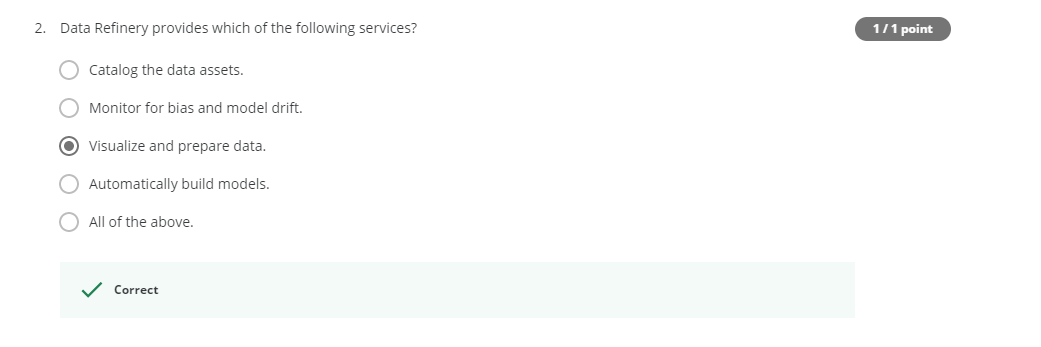 2. Data Refinery provides which of the following services?
1 / 1 point
Catalog the data assets.
Monitor for bias and model drift.
Visualize and prepare data.
Automatically build models.
All of the above.
Correct